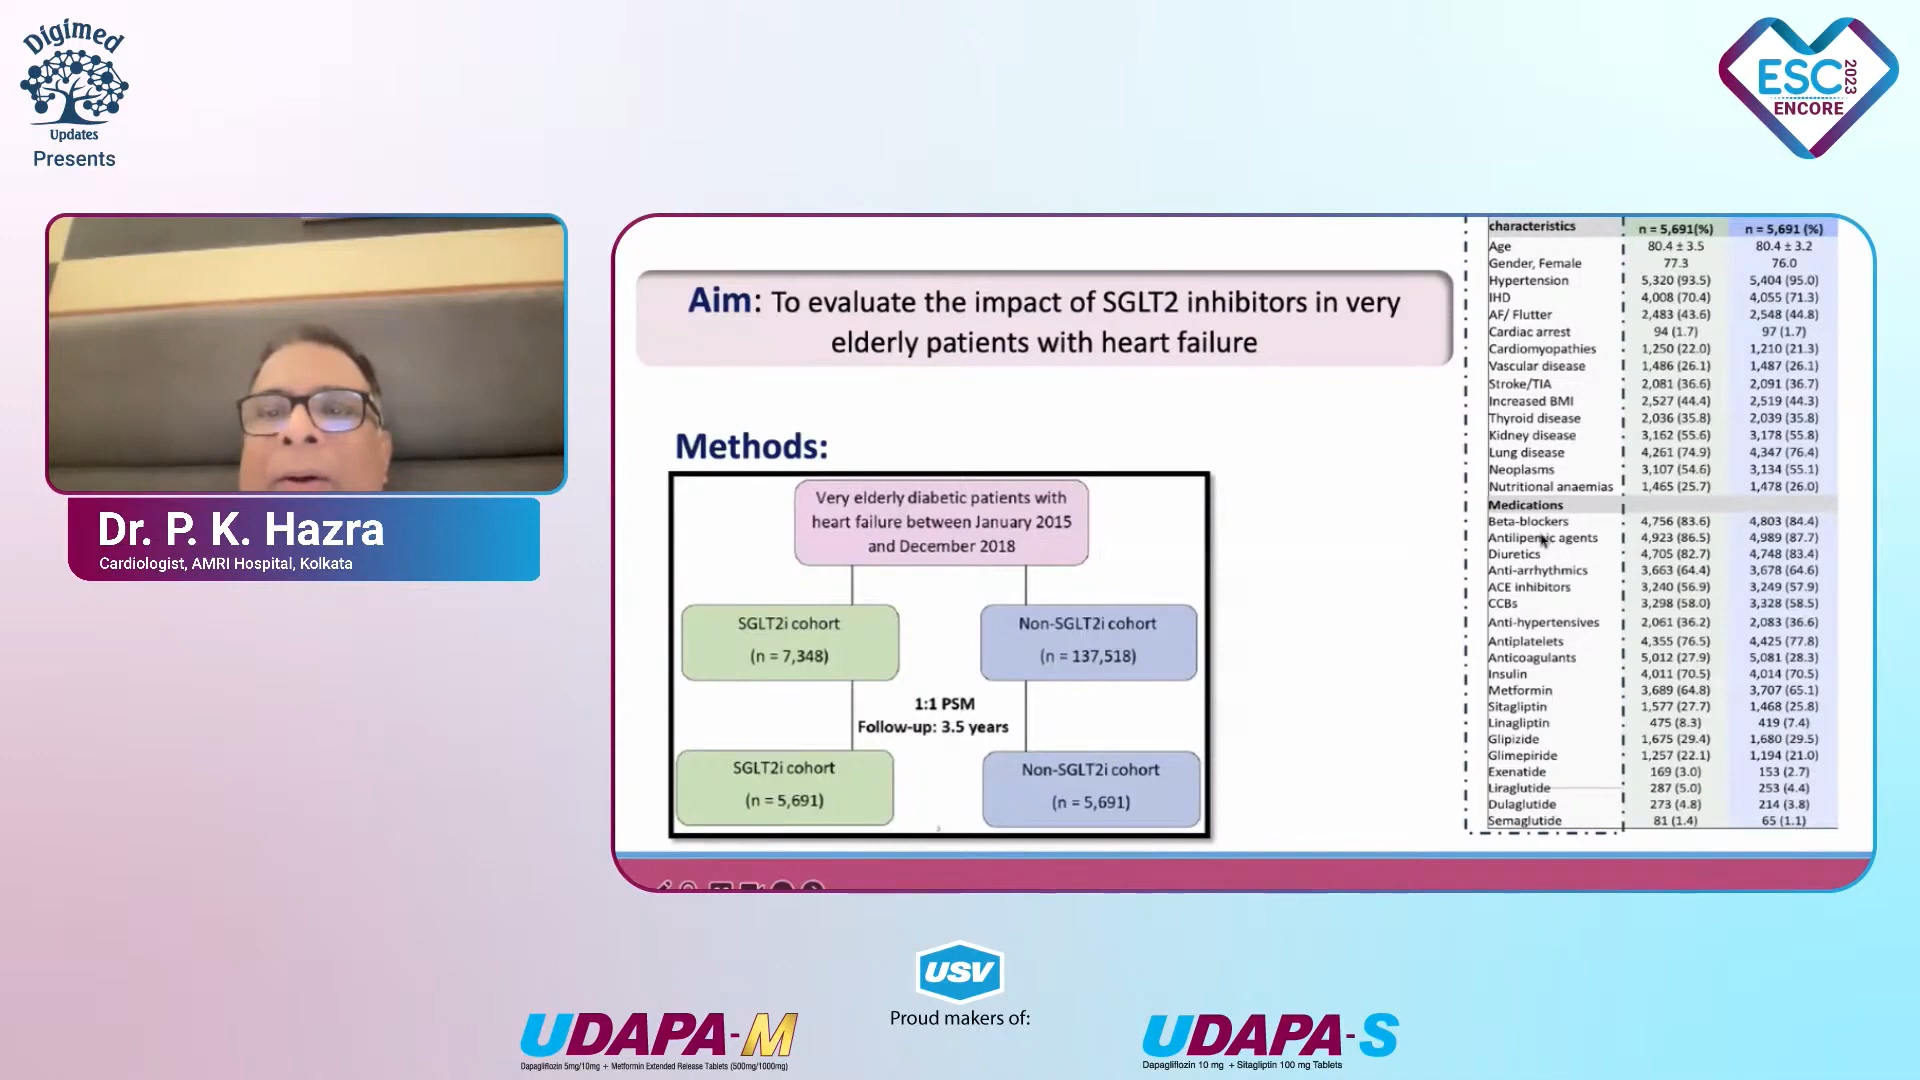 Digimed
Updates
Presents
ESC 2023
ENCORE
Dr. P. K. Hazra
Cardiologist, AMRI Hospital, Kolkata
Aim: To evaluate the impact of SGLT2 inhibitors in very
elderly patients with heart failure
Methods:
Very elderly diabetic patients with
heart failure between January 2015
and December 2018
SGLT2i cohort
(n = 7,348)
Non-SGLT2i cohort
(n = 137,518)
1:1 PSM
Follow-up: 3.5 years
SGLT2i cohort
(n = 5,691)
Non-SGLT2i cohort
(n = 5,691)
characteristics n = 5,691(%) n = 5,691 (%)
Age 80.4 ± 3.5 80.4 ± 3.2
Gender, Female 77.3 76.0
Hypertension 5,320 (93.5) 5,404 (95.0)
IHD 4,008 (70.4) 4,055 (71.3)
AF/ Flutter 2,483 (43.6) 2,548 (44.8)
Cardiac arrest 94 (1.7) 97 (1.7)
Cardiomyopathies 1,250 (22.0) 1,210 (21.3)
Vascular disease 1,486 (26.1) 1,487 (26.1)
Stroke/TIA 2,081 (36.6) 2,091 (36.7)
Increased BMI 2,527 (44.4) 2,519 (44.3)
Thyroid disease 2,036 (35.8) 2,039 (35.8)
Kidney disease 3,162 (55.6) 3,178 (55.8)
Lung disease 4,261 (74.9) 4,347 (76.4)
Neoplasms 3,107 (54.6) 3,134 (55.1)
Nutritional anaemias 1,465 (25.7) 1,478 (26.0)
Medications
Beta-blockers 4,756 (83.6) 4,803 (84.4)
Antilipemic agents 4,923 (86.5) 4,989 (87.7)
Diuretics 4,705 (82.7) 4,748 (83.4)
Anti-arrhythmics 3,663 (64.4) 3,678 (64.6)
ACE inhibitors 3,240 (56.9) 3,249 (57.9)
CCBs 3,298 (58.0) 3,328 (58.5)
Anti-hypertensives 2,061 (36.2) 2,083 (36.6)
Antiplatelets 4,355 (76.5) 4,425 (77.8)
Anticoagulants 5,012 (27.9) 5,081 (28.3)
Insulin 4,011 (70.5) 4,014 (70.5)
Metformin 3,689 (64.8) 3,707 (65.1)
Sitagliptin 1,577 (27.7) 1,468 (25.8)
Linagliptin 475 (8.3) 419 (7.4)
Glipizide 1,675 (29.4) 1,680 (29.5)
Glimepiride 1,257 (22.1) 1,194 (21.0)
Exenatide 169 (3.0) 153 (2.7)
Liraglutide 287 (5.0) 253 (4.4)
Dulaglutide 273 (4.8) 214 (3.8)
Semaglutide 81 (1.4) 65 (1.1)
USV
Proud makers of:
UDAPA-M
Dapagliflozin 5mg/10mg + Metformin Extended Release Tablets (500mg/1000mg)
UDAPA-S
Dapagliflozin 10 mg + Sitagliptin 100 mg Tablets